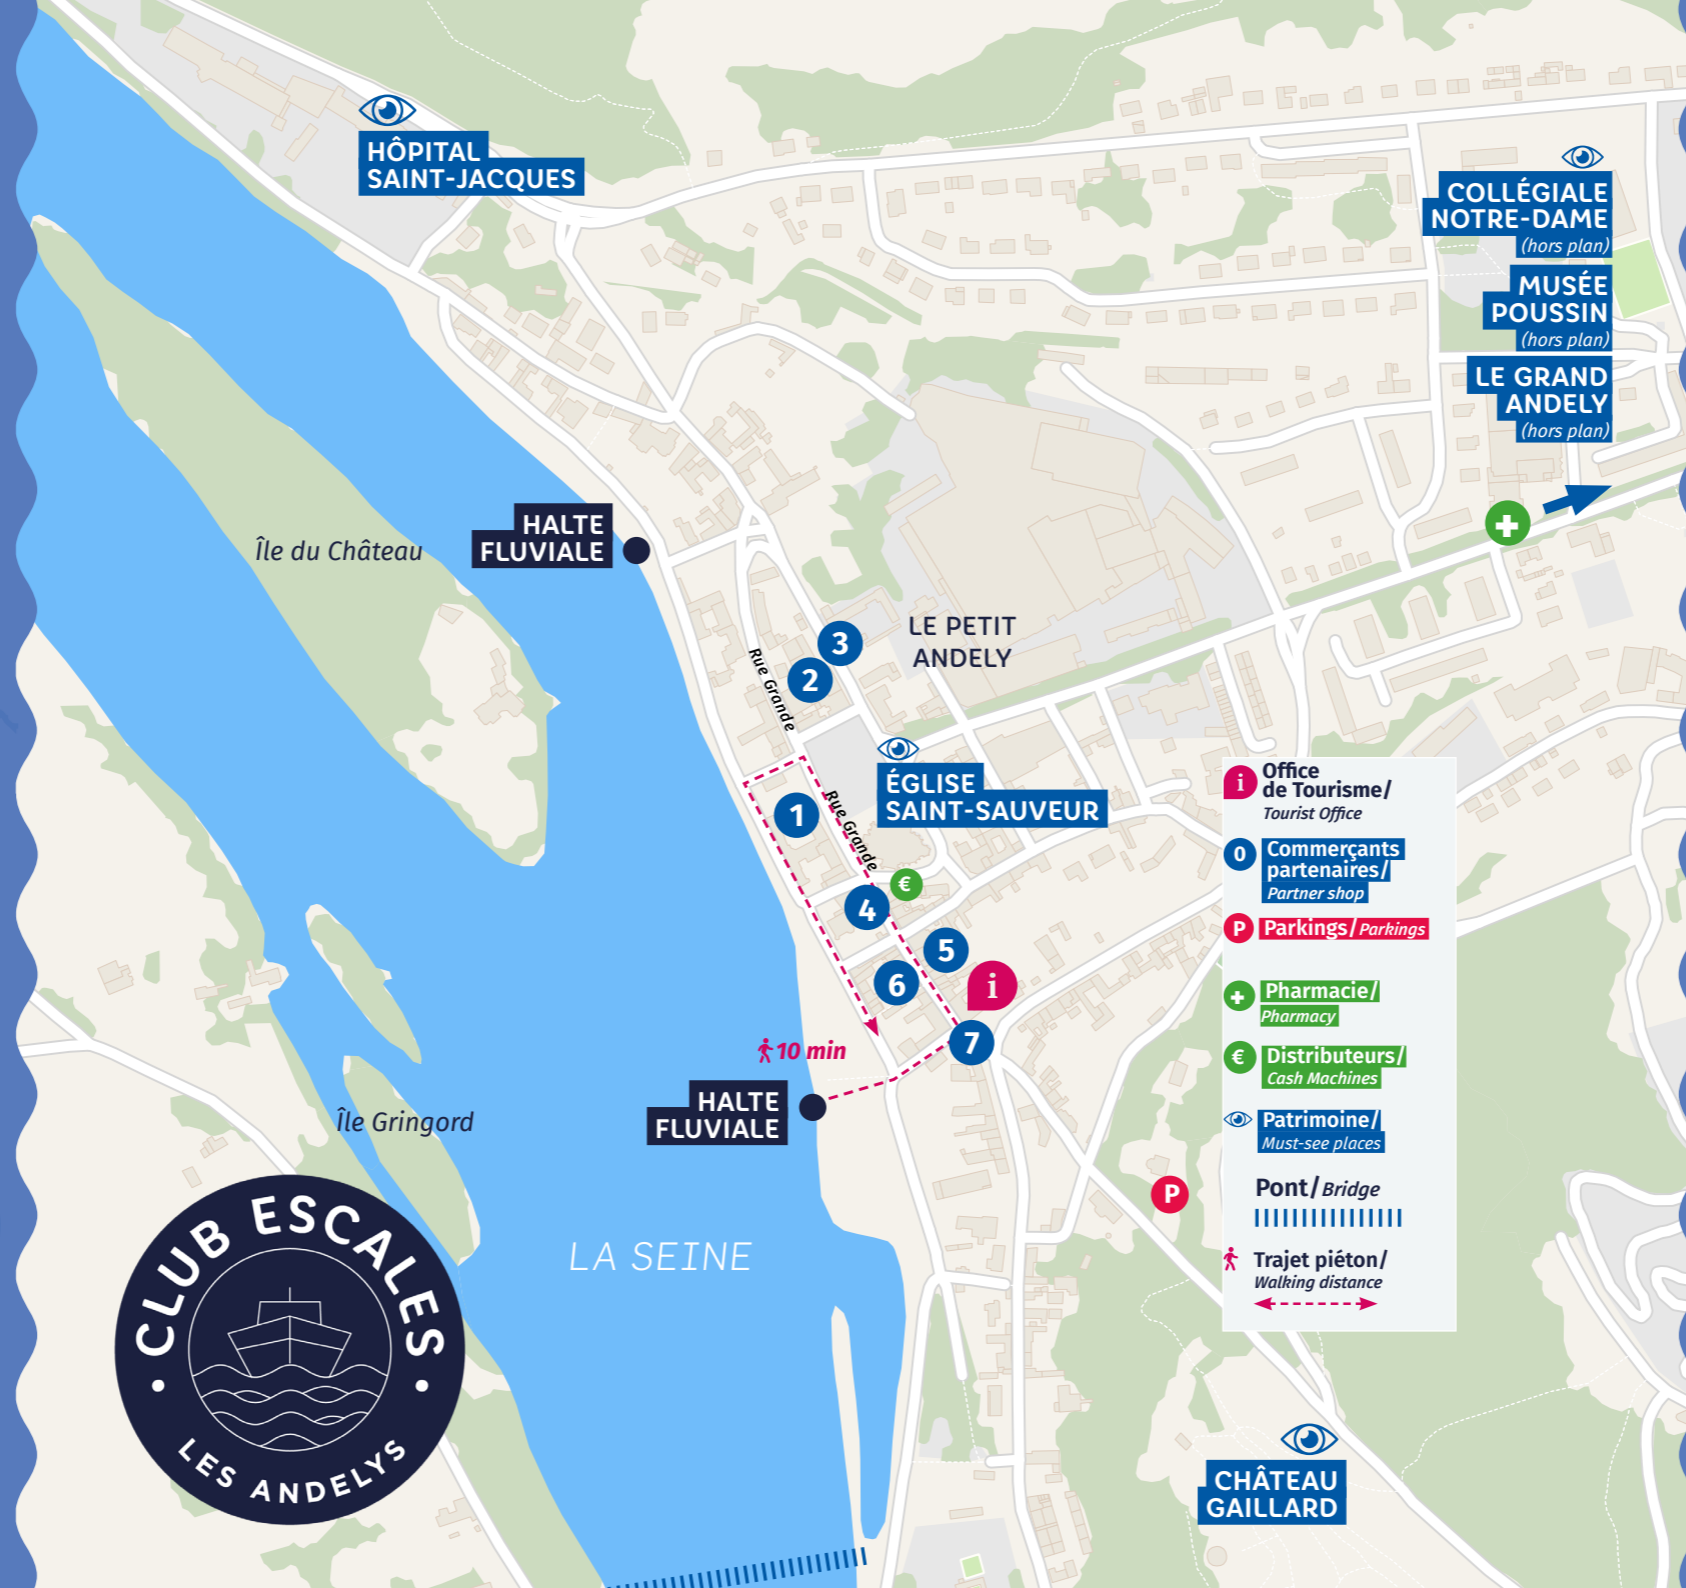 HÔPITAL
SAINT-JACQUES
COLLÉGIALE
NOTRE-DAME
(hors plan)
MUSÉE
POUSSIN
(hors plan)
LE GRAND
ANDELY
(hors plan)
HALTE
FLUVIALE
Île du Château
LE PETIT
ANDELY
3
2
Rue Grande
ÉGLISE
SAINT-SAUVEUR
1
Rue Grande
€
4
5
6
i
7
10 min
HALTE
FLUVIALE
Île Gringord
LA SEINE
P
CHÂTEAU
GAILLARD
i
Office
de Tourisme/
Tourist Office
0
Commerçants
partenaires/
Partner shop
P
Parkings/Parkings
Pharmacie/
Pharmacy
€
Distributeurs/
Cash Machines
Patrimoine/
Must-see places
Pont/Bridge
Trajet piéton/
Walking distance
CLUB ESCALES
LES ANDELYS